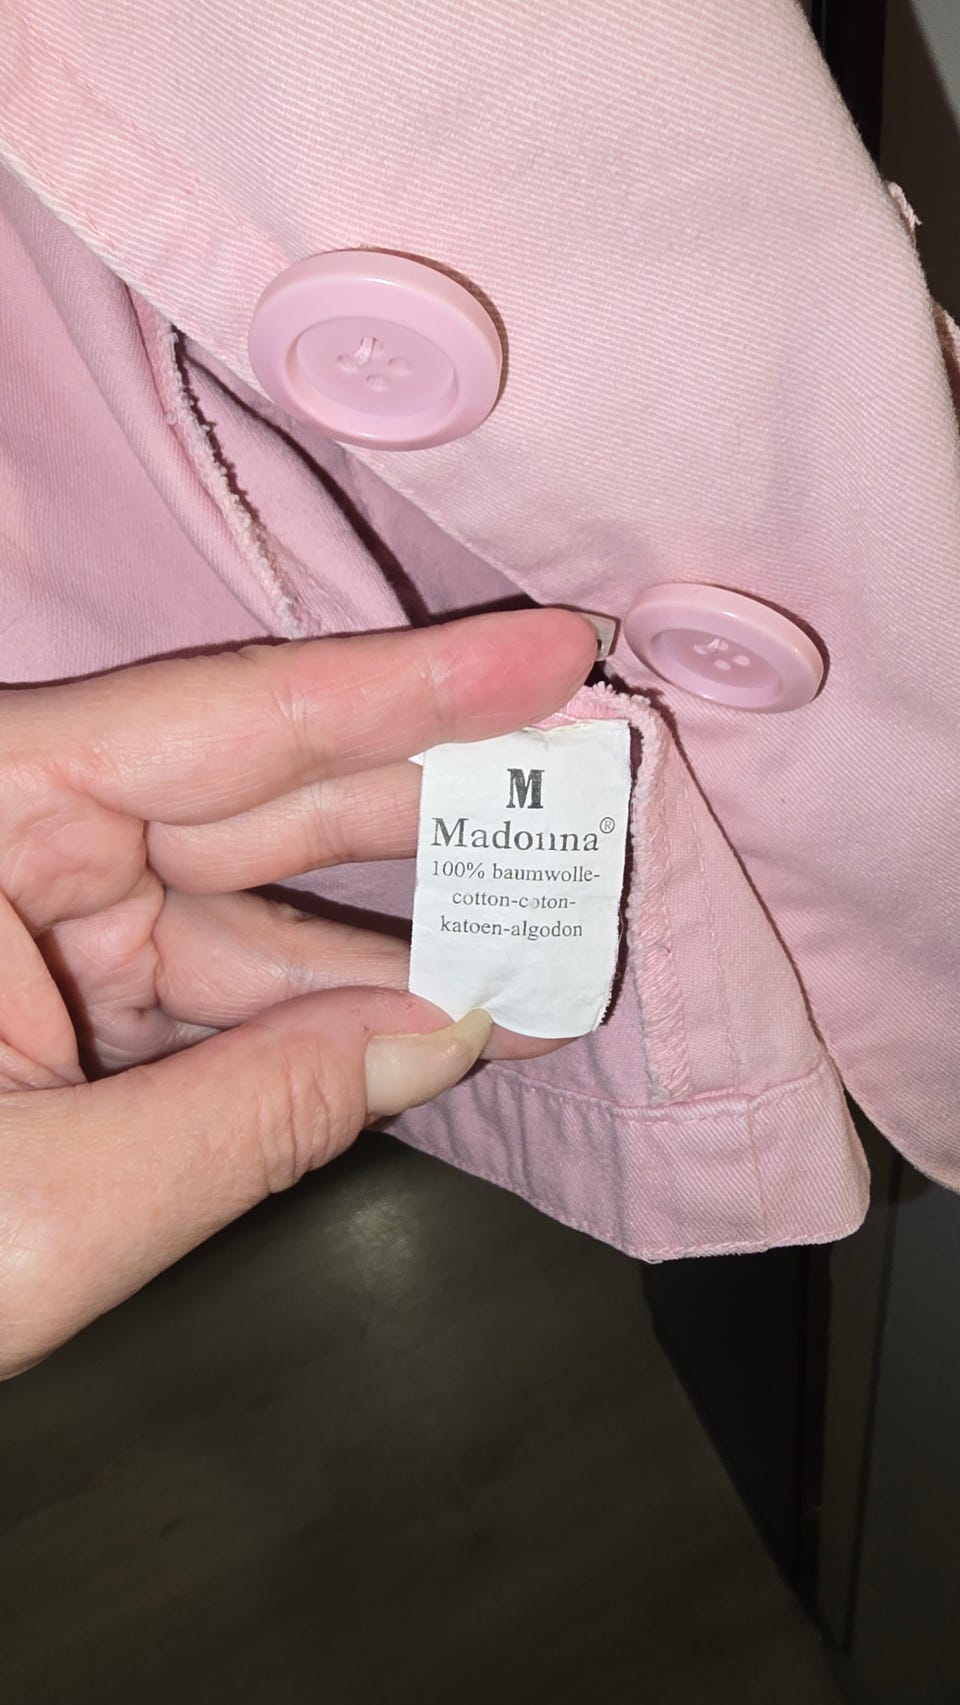 M
Madonna®
100% baumwolle-
cotton-coton-
katoen-algodon